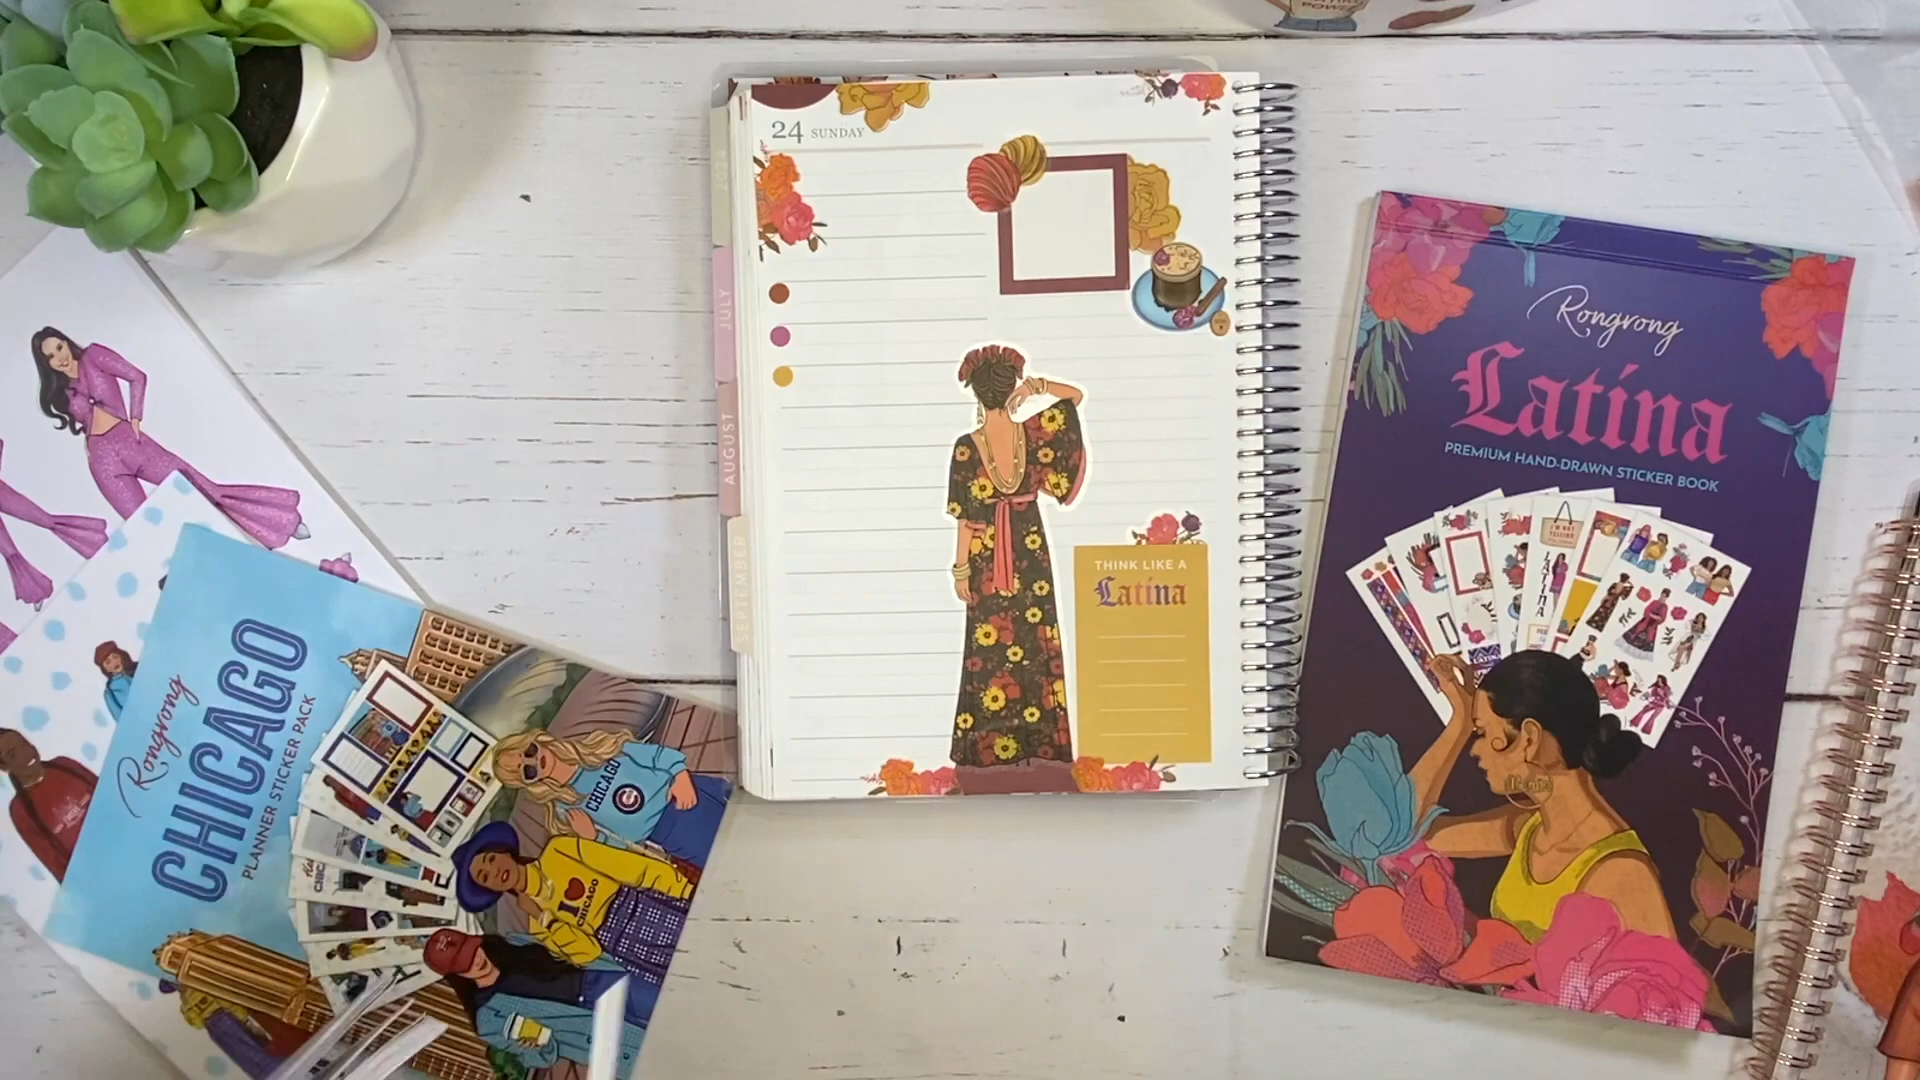 24 SUNDAY
JULY
AUGUST
SEPTEMBER
THINK LIKE A
Latina
Rongrong
Latina
PREMIUM HAND-DRAWN STICKER BOOK
Rongrong
CHICAGO
PLANNER STICKER PACK
CHICAGO
I
CHICAGO
LATINA